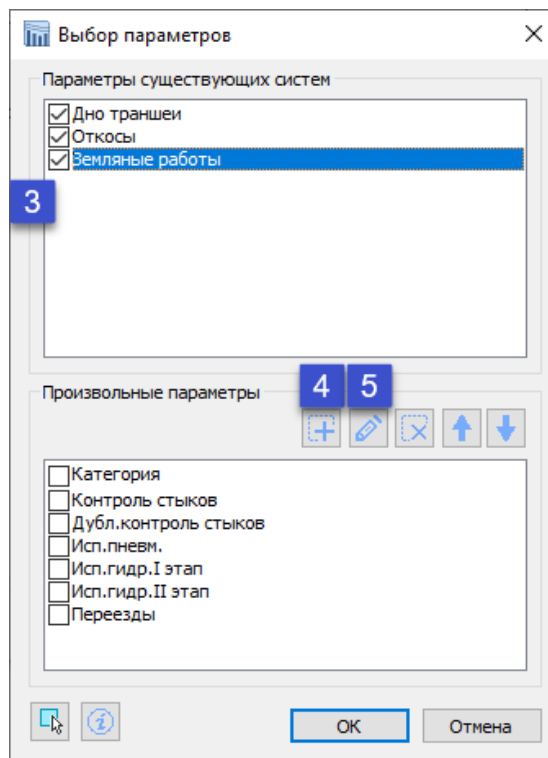 Выбор параметров
Параметры существующих систем
Дно траншеи
Откосы
Земляные работы
3
Произвольные параметры
4 5
Категория
Контроль стыков
Дубл.контроль стыков
Исп.пневм.
Исп.гидр.I этап
Исп.гидр.II этап
Переезды
ОК Отмена